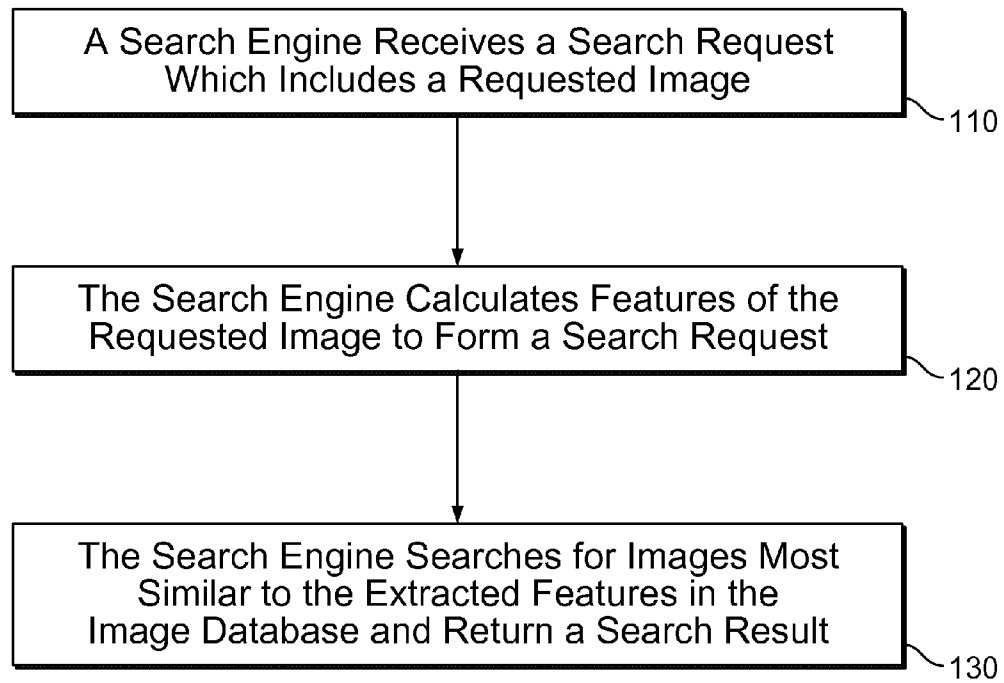 A Search Engine Receives a Search Request
Which Includes a Requested Image
110
The Search Engine Calculates Features of the
Requested Image to Form a Search Request
120
The Search Engine Searches for Images Most
Similar to the Extracted Features in the
Image Database and Return a Search Result
130